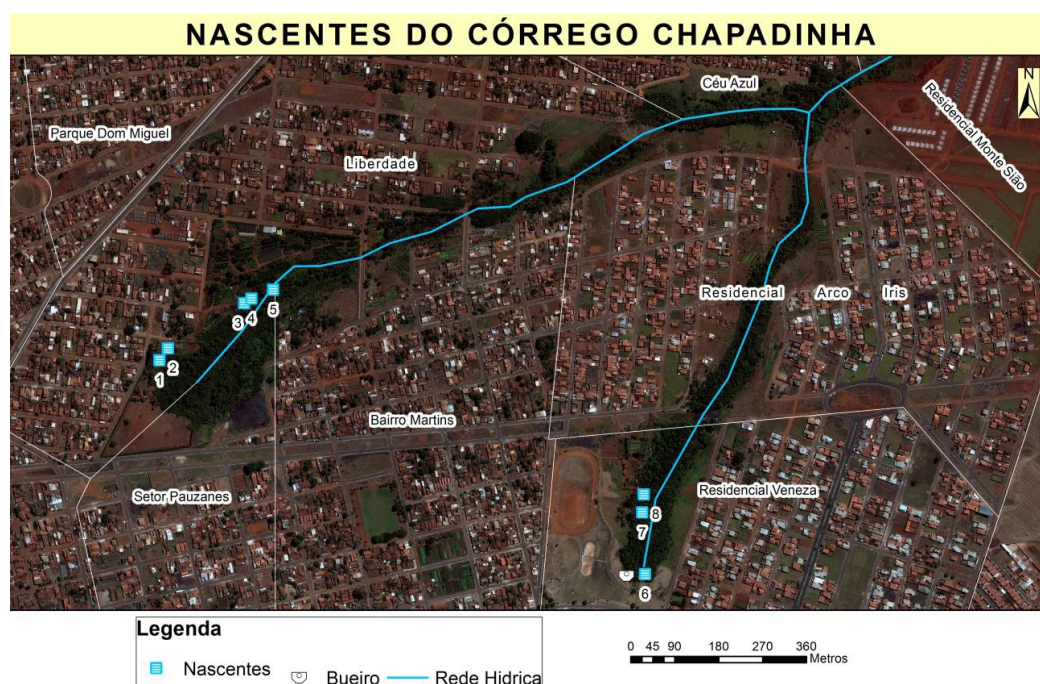 NASCENTES DO CÓRREGO CHAPADINHA
Céu Azul
N
Parque Dom Miguel
Residencial Monte Sião
Liberdade
3
4
5
Residencial Arco Iris
2
1
Bairro Martins
Setor Pauzanes
Residencial Veneza
8
7
6
Legenda
Nascentes
Bueiro
Rede Hidrica
0 45 90 180 270 360
Metros